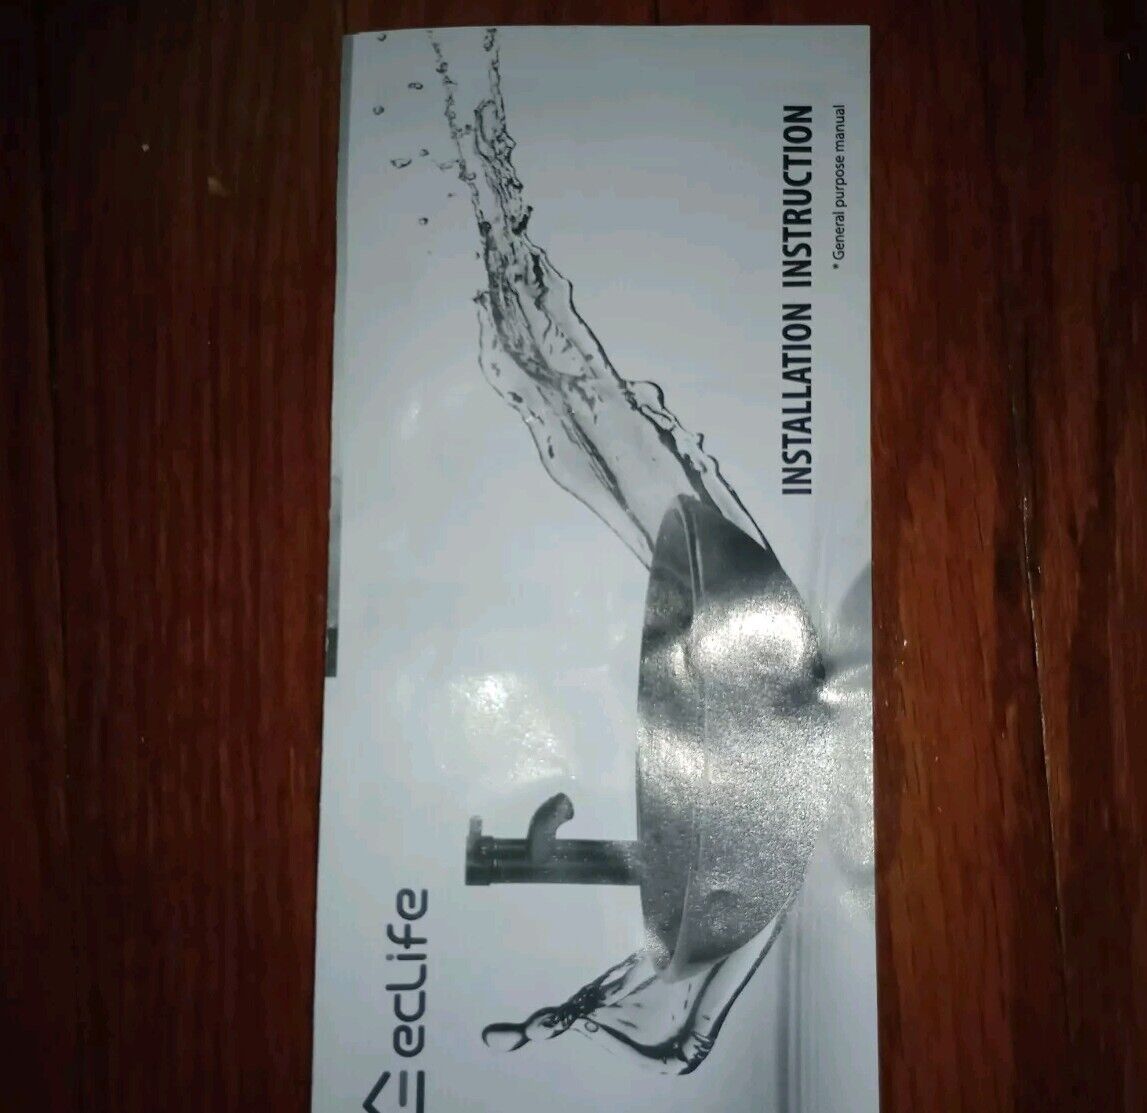 ecLife
INSTALLATION INSTRUCTION
* General purpose manual